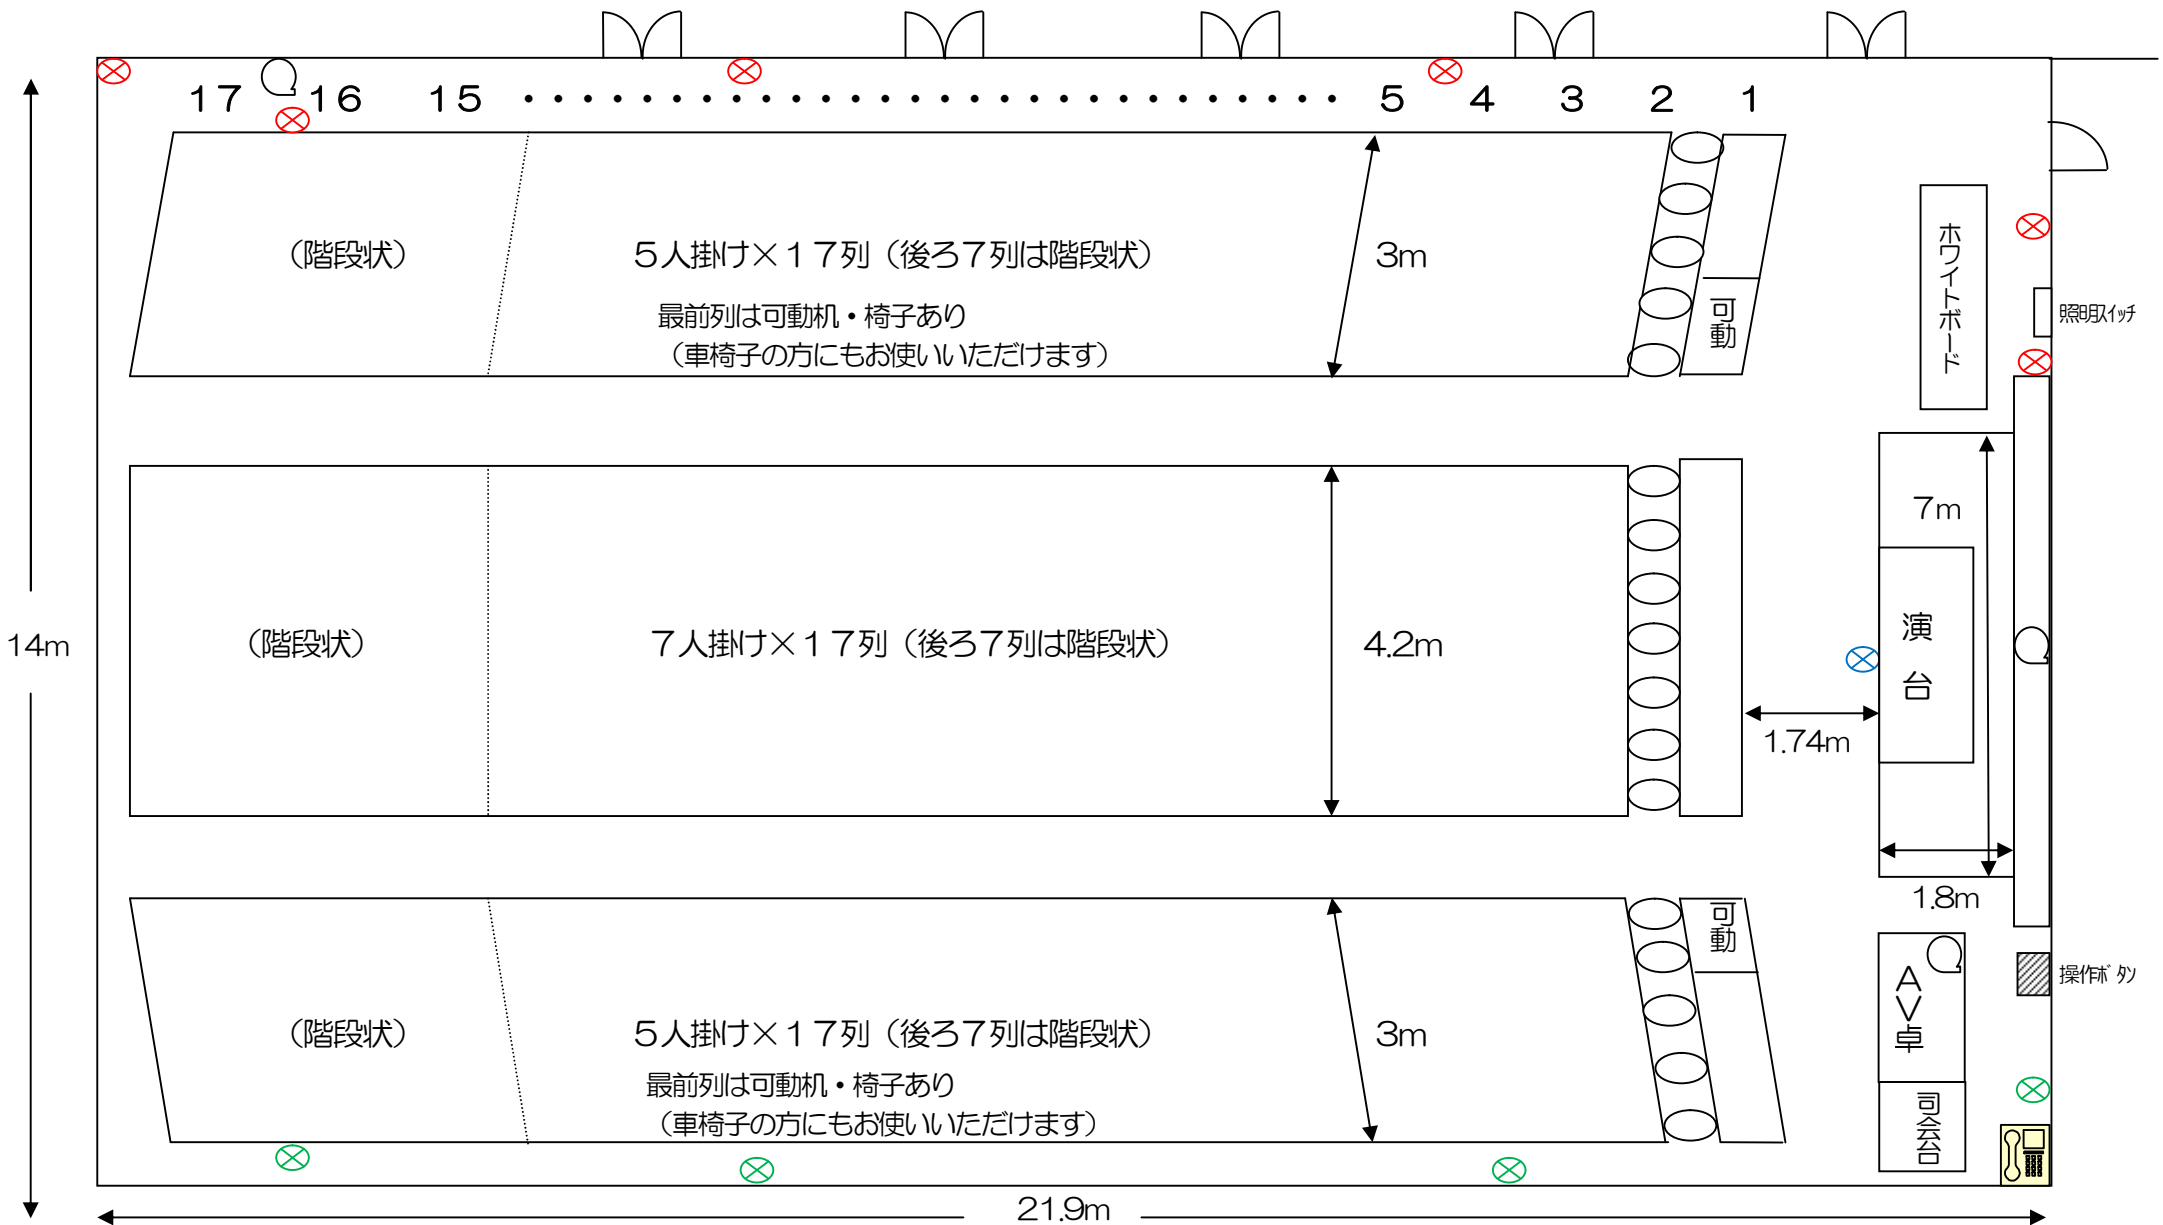 17 16 15 ・・・・・・・・・・・・・・・・・・・・・・・・・・・・ 5 4 3 2 1
(階段状)
5人掛け×17列(後ろ7列は階段状)
最前列は可動机・椅子あり
(車椅子の方にもお使いいただけます)
3m
可動
ホワイトボード
照明スイッチ
14m
(階段状)
7人掛け×17列(後ろ7列は階段状)
4.2m
1.74m
7m
演台
1.8m
(階段状)
5人掛け×17列(後ろ7列は階段状)
最前列は可動机・椅子あり
(車椅子の方にもお使いいただけます)
3m
可動
AV卓
司会台
操作ボタン
21.9m